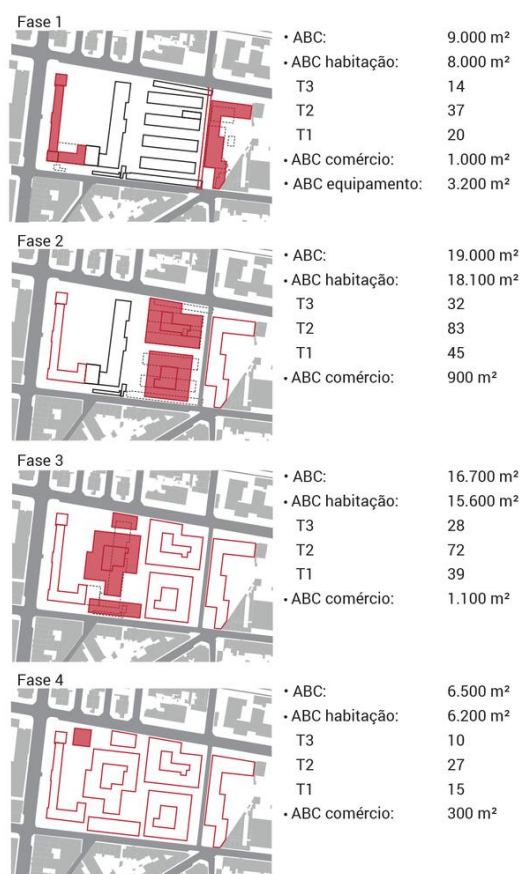 Fase 1
• ABC: 9.000 m²
• ABC habitação: 8.000 m²
T3 14
T2 37
T1 20
• ABC comércio: 1.000 m²
• ABC equipamento: 3.200 m²
Fase 2
• ABC: 19.000 m²
• ABC habitação: 18.100 m²
T3 32
T2 83
T1 45
• ABC comércio: 900 m²
Fase 3
• ABC: 16.700 m²
• ABC habitação: 15.600 m²
T3 28
T2 72
T1 39
• ABC comércio: 1.100 m²
Fase 4
• ABC: 6.500 m²
• ABC habitação: 6.200 m²
T3 10
T2 27
T1 15
• ABC comércio: 300 m²